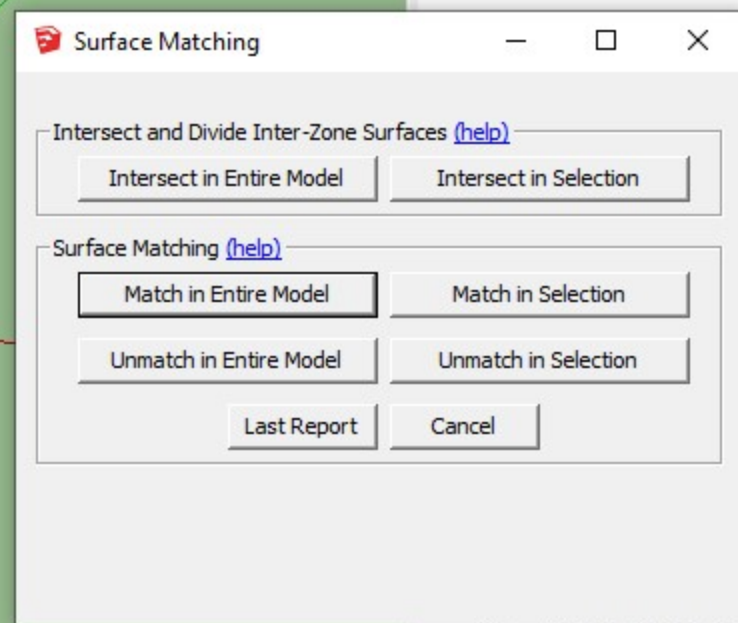 Surface Matching
Intersect and Divide Inter-Zone Surfaces (help)
Intersect in Entire Model Intersect in Selection
Surface Matching (help)
Match in Entire Model Match in Selection
Unmatch in Entire Model Unmatch in Selection
Last Report Cancel